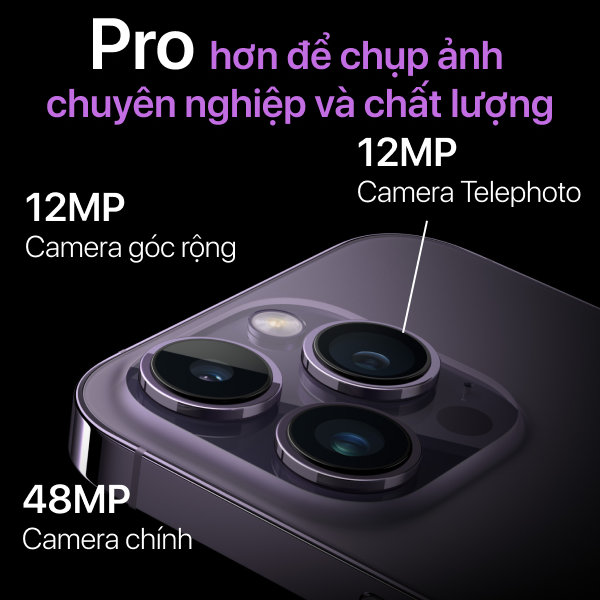 Pro hơn để chụp ảnh
chuyên nghiệp và chất lượng
12MP
Camera Telephoto
12MP
Camera góc rộng
48MP
Camera chính